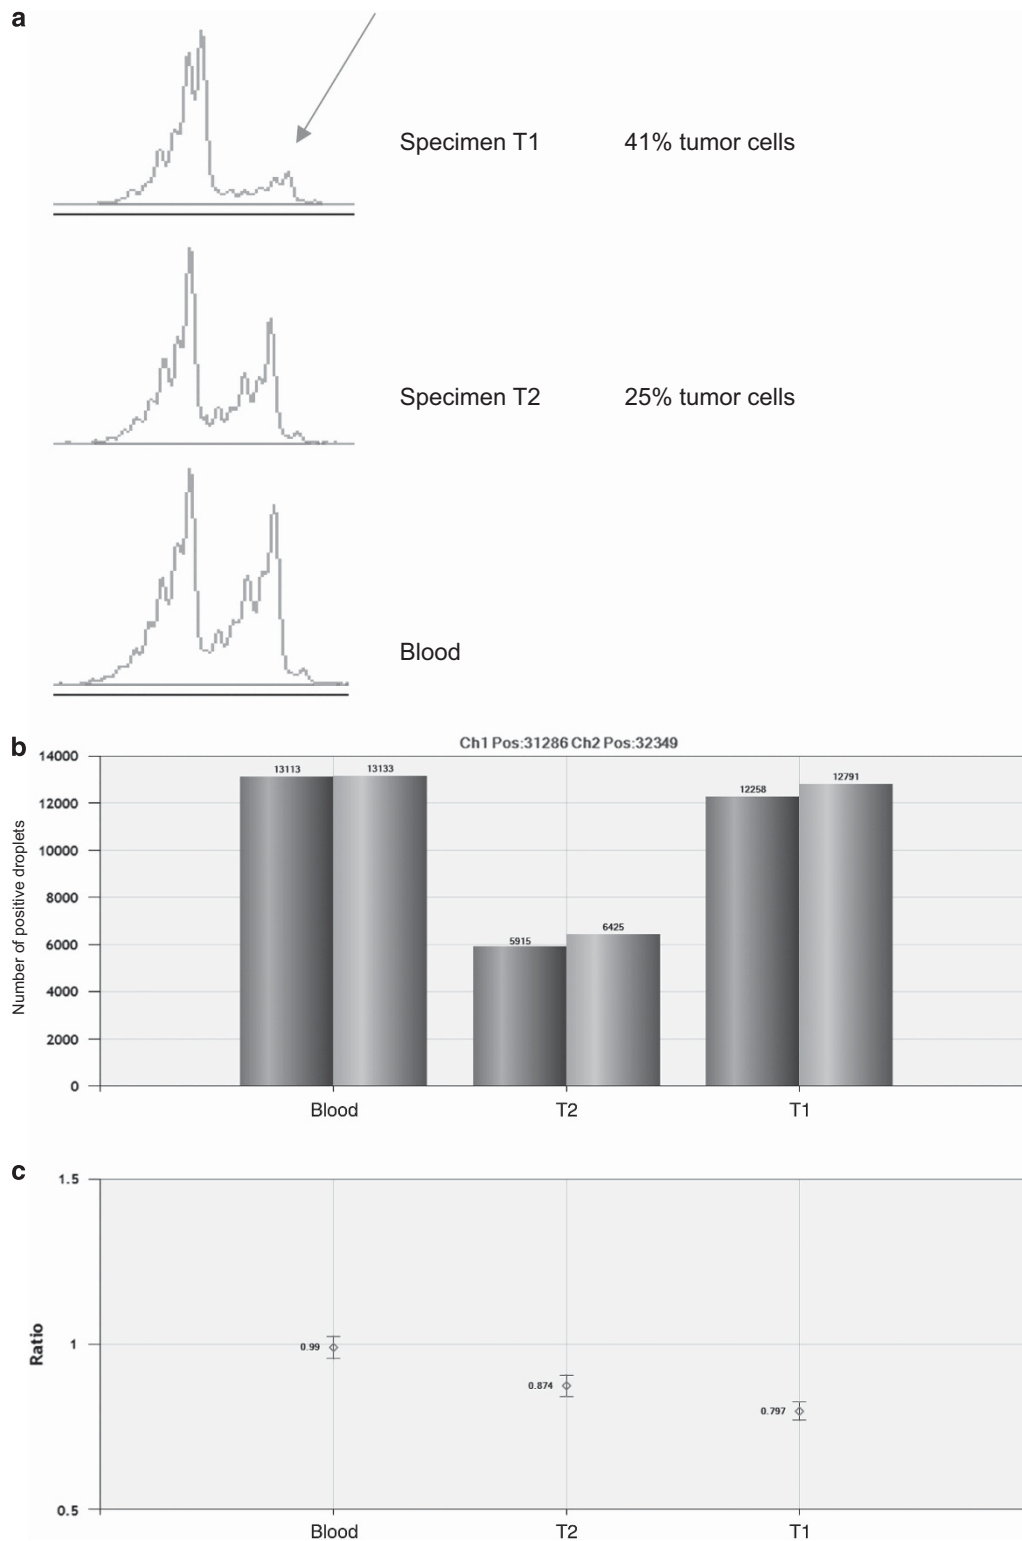 a
Specimen T1 41% tumor cells
Specimen T2 25% tumor cells
Blood
b
Ch1 Pos:31286 Ch2 Pos:32349
Number of positive droplets
14000
12000
10000
8000
6000
4000
2000
0
13113 13133
5915 6425
12258 12791
Blood T2 T1
c
Ratio
1.5
1
0.5
0.99
0.874
0.797
Blood T2 T1